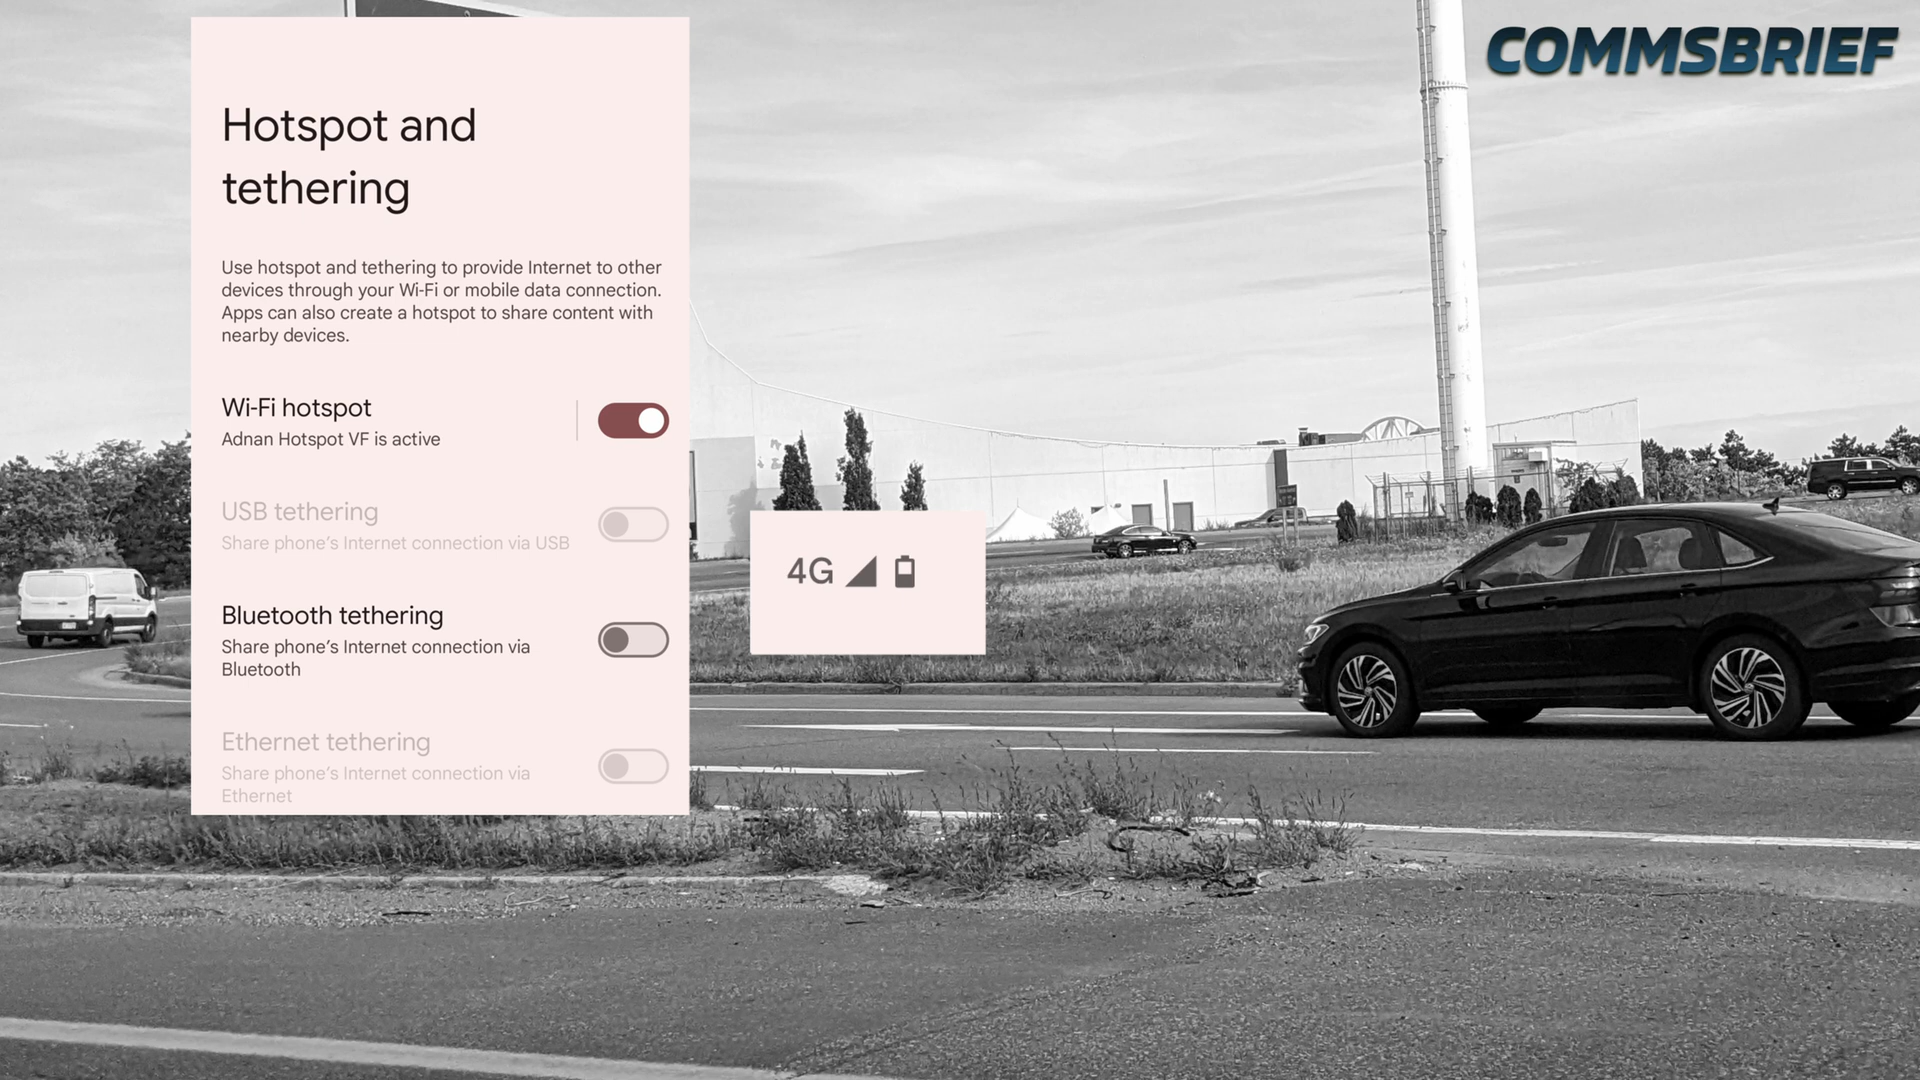 COMMSBRIEF
Hotspot and
tethering
Use hotspot and tethering to provide Internet to other
devices through your Wi-Fi or mobile data connection.
Apps can also create a hotspot to share content with
nearby devices.
Wi-Fi hotspot
Adnan Hotspot VF is active
USB tethering
Share phone’s Internet connection via USB
Bluetooth tethering
Share phone’s Internet connection via
Bluetooth
Ethernet tethering
Share phone’s Internet connection via
Ethernet
4G